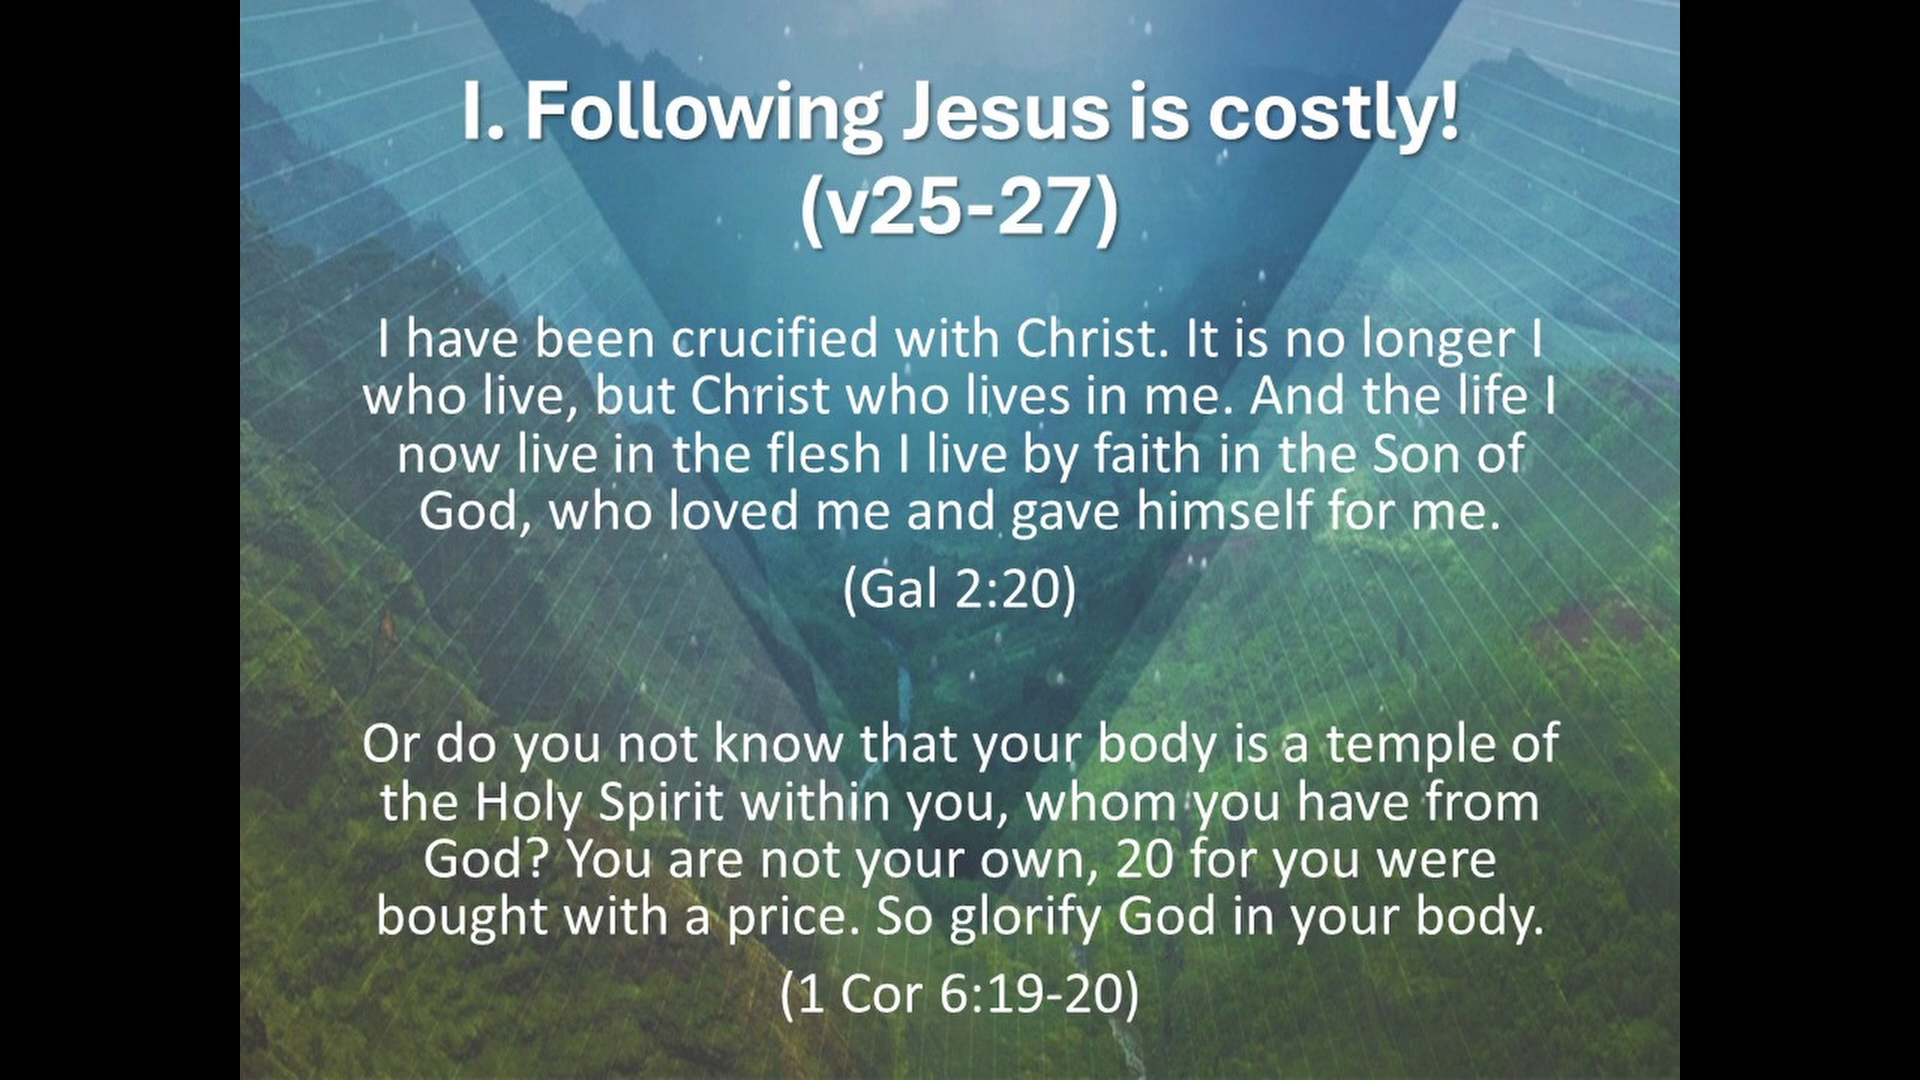 I. Following Jesus is costly!
(v25-27)
I have been crucified with Christ. It is no longer I
who live, but Christ who lives in me. And the life I
now live in the flesh I live by faith in the Son of
God, who loved me and gave himself for me.
(Gal 2:20)
Or do you not know that your body is a temple of
the Holy Spirit within you, whom you have from
God? You are not your own, 20 for you were
bought with a price. So glorify God in your body.
(1 Cor 6:19-20)